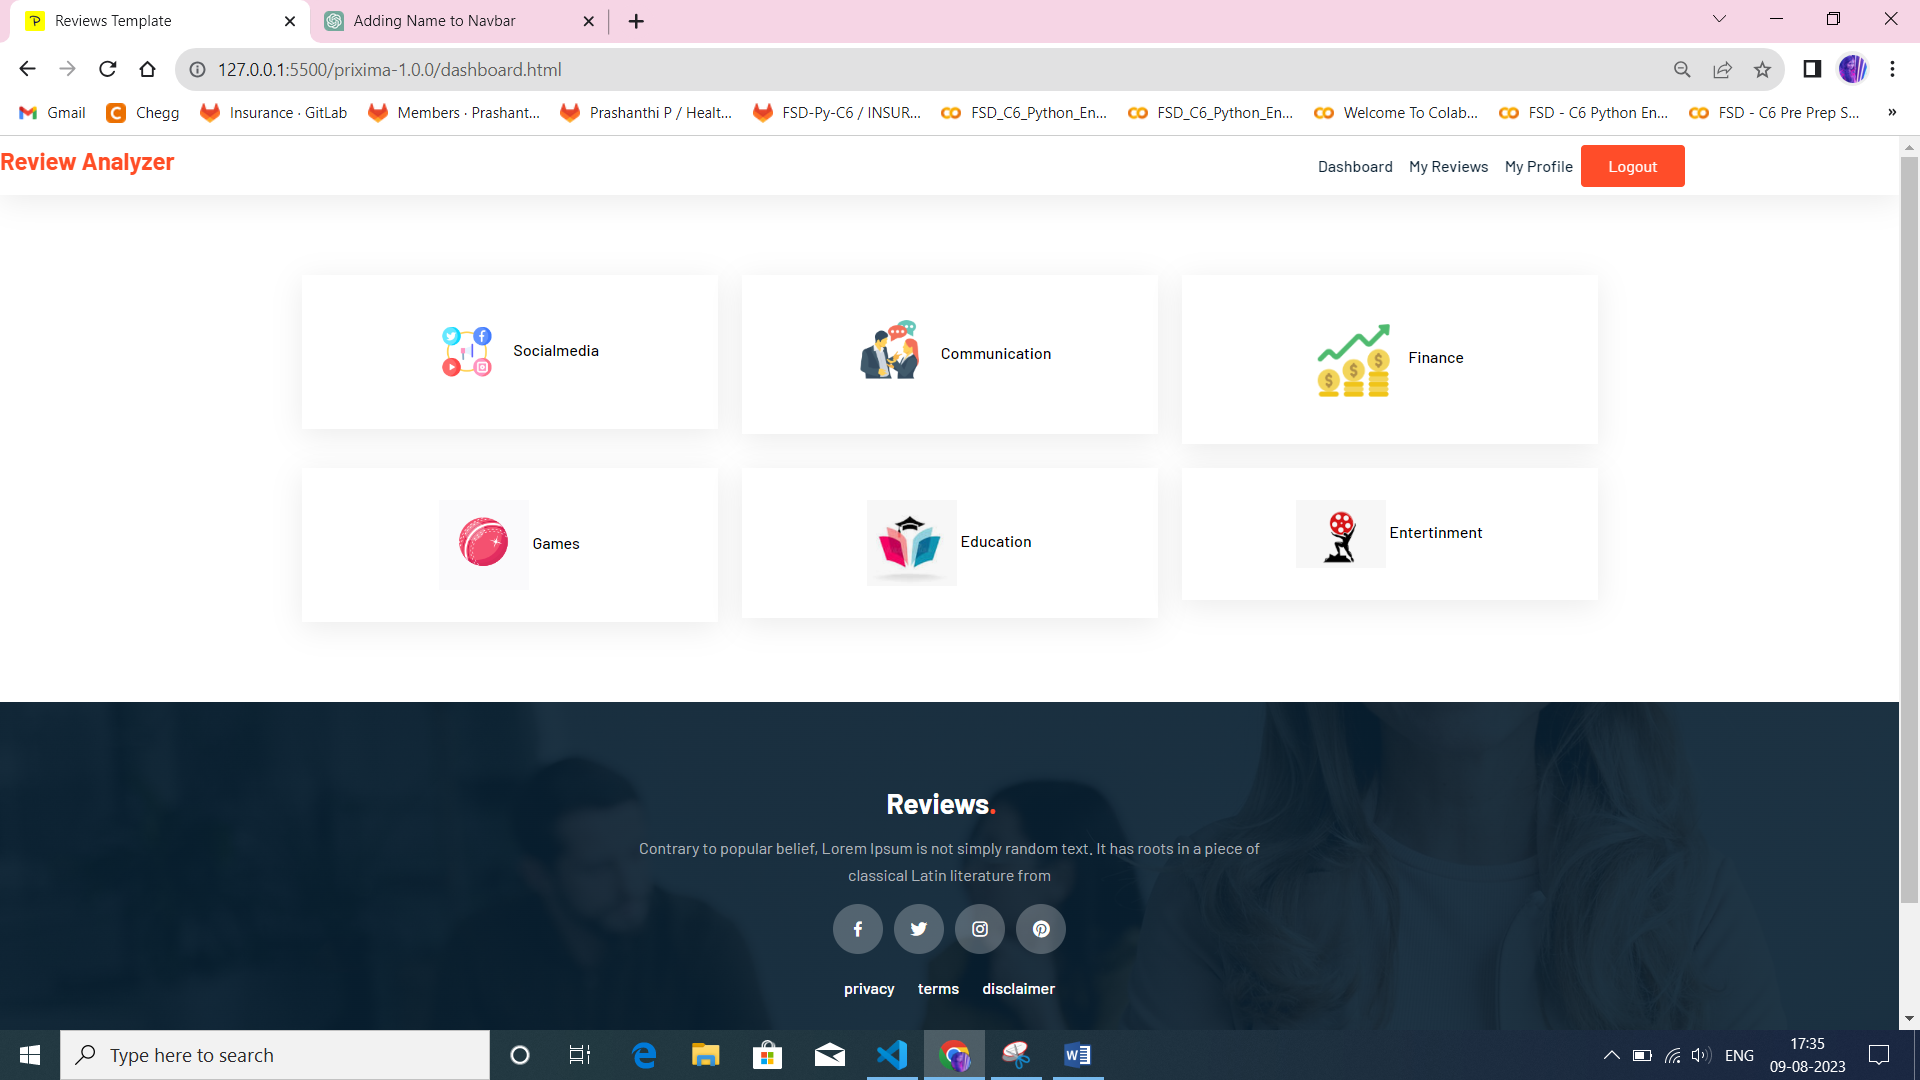 Reviews Template
Adding Name to Navbar
127.0.0.1:5500/prixima-1.0.0/dashboard.html
Gmail
Chegg
Insurance · GitLab
Members · Prashant...
Prashanthi P / Healt...
FSD-Py-C6 / INSUR...
FSD_C6_Python_En...
FSD_C6_Python_En...
Welcome To Colab...
FSD - C6 Python En...
FSD - C6 Pre Prep S...
»
Review Analyzer
Dashboard
My Reviews
My Profile
Logout
Socialmedia
Communication
Finance
Games
Education
Entertinment
Reviews.
Contrary to popular belief, Lorem Ipsum is not simply random text. It has roots in a piece of
classical Latin literature from
privacy
terms
disclaimer
Type here to search
ENG
17:35
09-08-2023